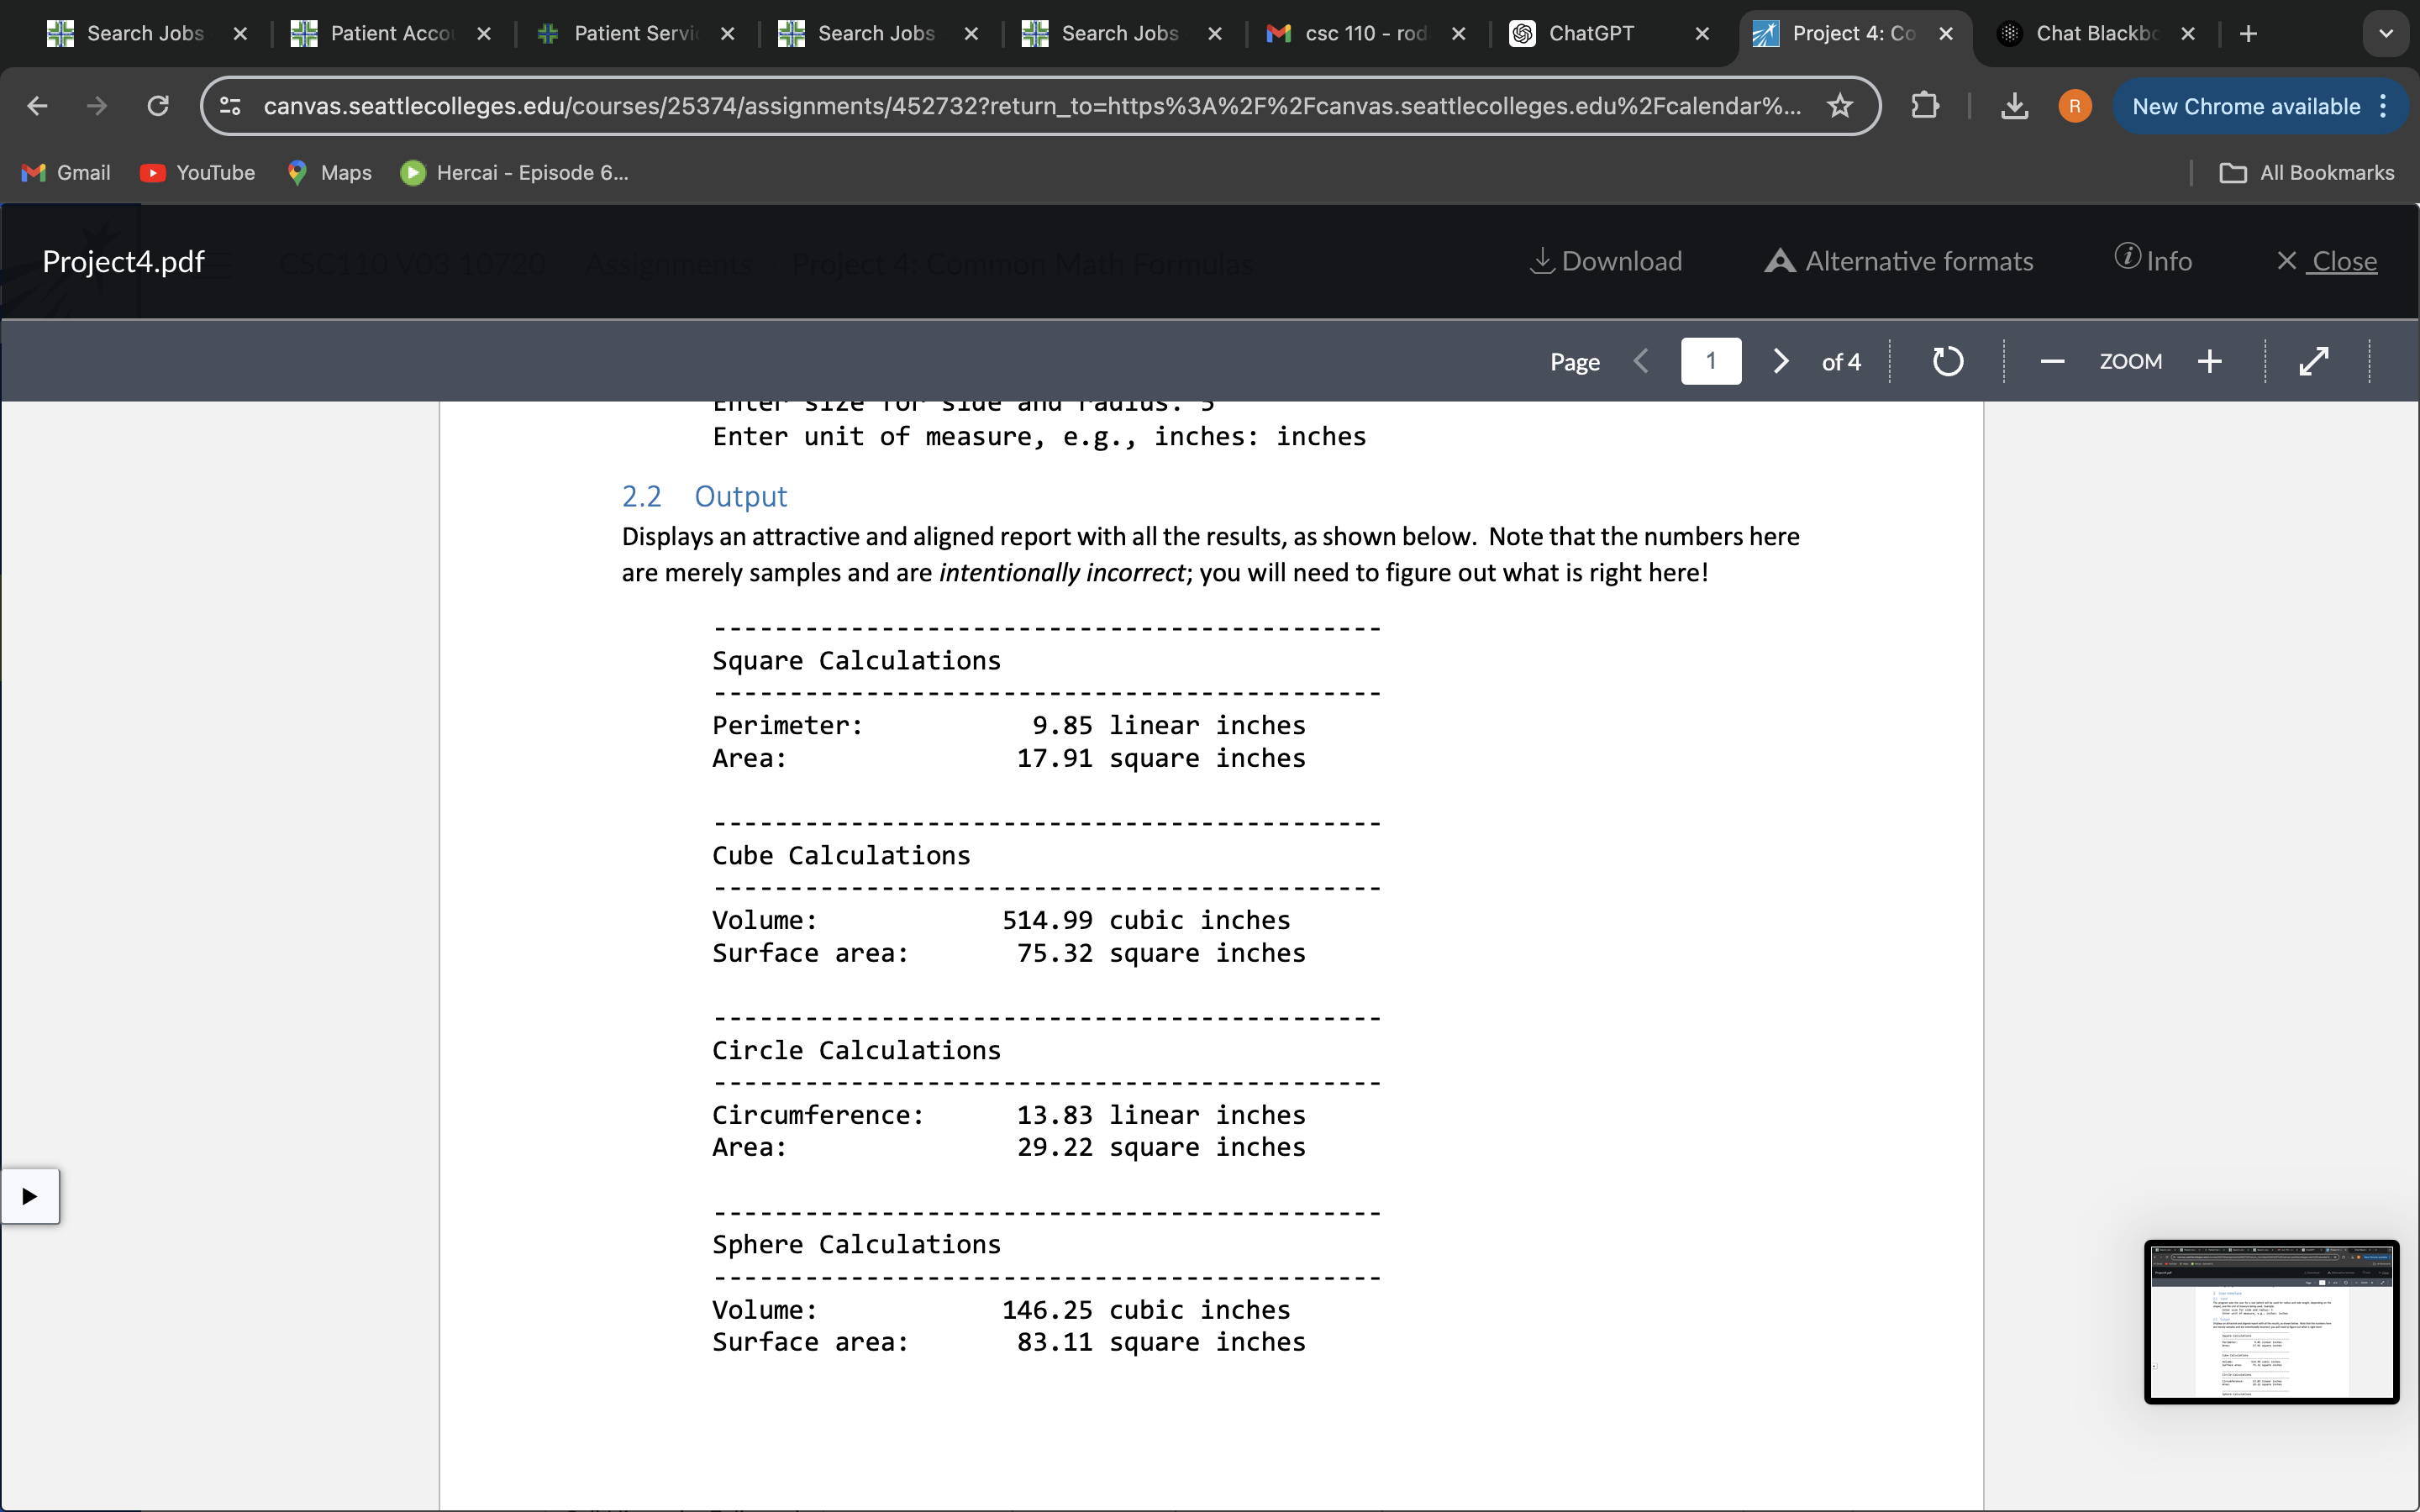 Search Jobs
Patient Acco
Patient Servi
Search Jobs
Search Jobs
csc 110 - rod
ChatGPT
Project 4: Co
Chat Blackbo
canvas.seattlecolleges.edu/courses/25374/assignments/452732?return_to=https%3A%2F%2Fcanvas.seattlecolleges.edu%2Fcalendar%...
R
New Chrome available
Gmail
YouTube
Maps
Hercai - Episode 6...
All Bookmarks
Project4.pdf
CSC110 V03 10720
Assignments
Project 4: Common Math Formulas
Download
Alternative formats
Info
Close
Page
1
of 4
ZOOM
Enter size for side and radius: 5
Enter unit of measure, e.g., inches: inches
2.2 Output
Displays an attractive and aligned report with all the results, as shown below. Note that the numbers here
are merely samples and are intentionally incorrect; you will need to figure out what is right here!
--------------------------------------------
Square Calculations
--------------------------------------------
Perimeter: 9.85 linear inches
Area: 17.91 square inches
--------------------------------------------
Cube Calculations
--------------------------------------------
Volume: 514.99 cubic inches
Surface area: 75.32 square inches
--------------------------------------------
Circle Calculations
--------------------------------------------
Circumference: 13.83 linear inches
Area: 29.22 square inches
--------------------------------------------
Sphere Calculations
--------------------------------------------
Volume: 146.25 cubic inches
Surface area: 83.11 square inches